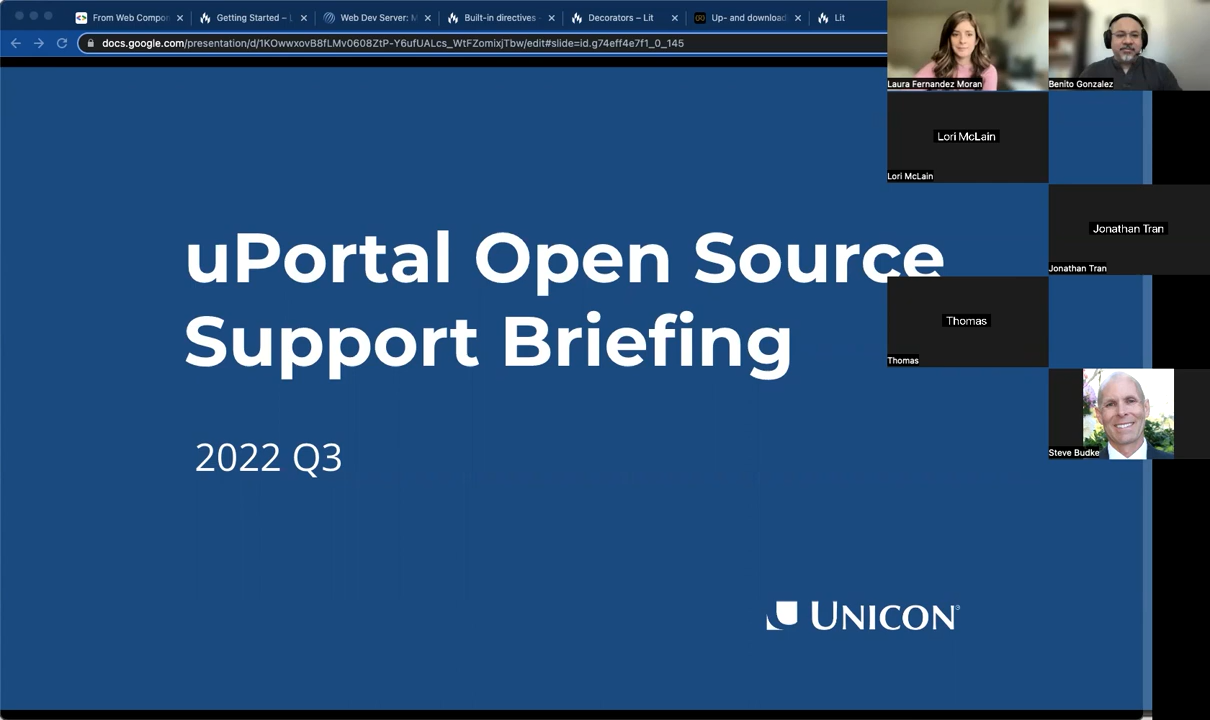 From Web Compon
Getting Started – L
Web Dev Server: M
Built-in directives
Decorators – Lit
Up- and download
Lit
docs.google.com/presentation/d/1KOwwxovB8fLMv0608ZtP-Y6ufUALcs_WtFZomixjTbw/edit#slide=id.g74eff4e7f1_0_145
Laura Fernandez Moran
Benito Gonzalez
Lori McLain
Lori McLain
Jonathan Tran
Jonathan Tran
Thomas
Thomas
Steve Budke
uPortal Open Source
Support Briefing
2022 Q3
UNICON®